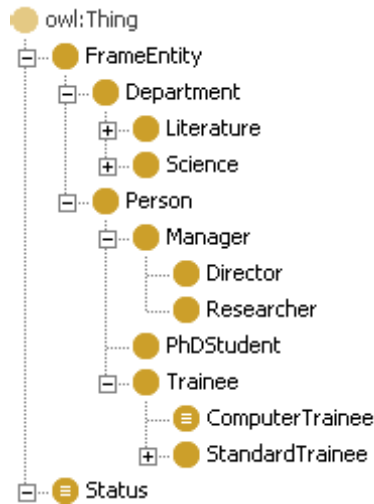 owl:Thing
FrameEntity
Department
Literature
Science
Person
Manager
Director
Researcher
PhDStudent
Trainee
ComputerTrainee
StandardTrainee
Status